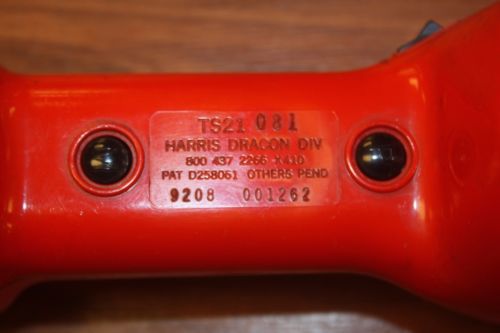 TS21 081
HARRIS DRACON DIV
800 437 2266 X410
PAT D258061 OTHERS PEND
9208 001262